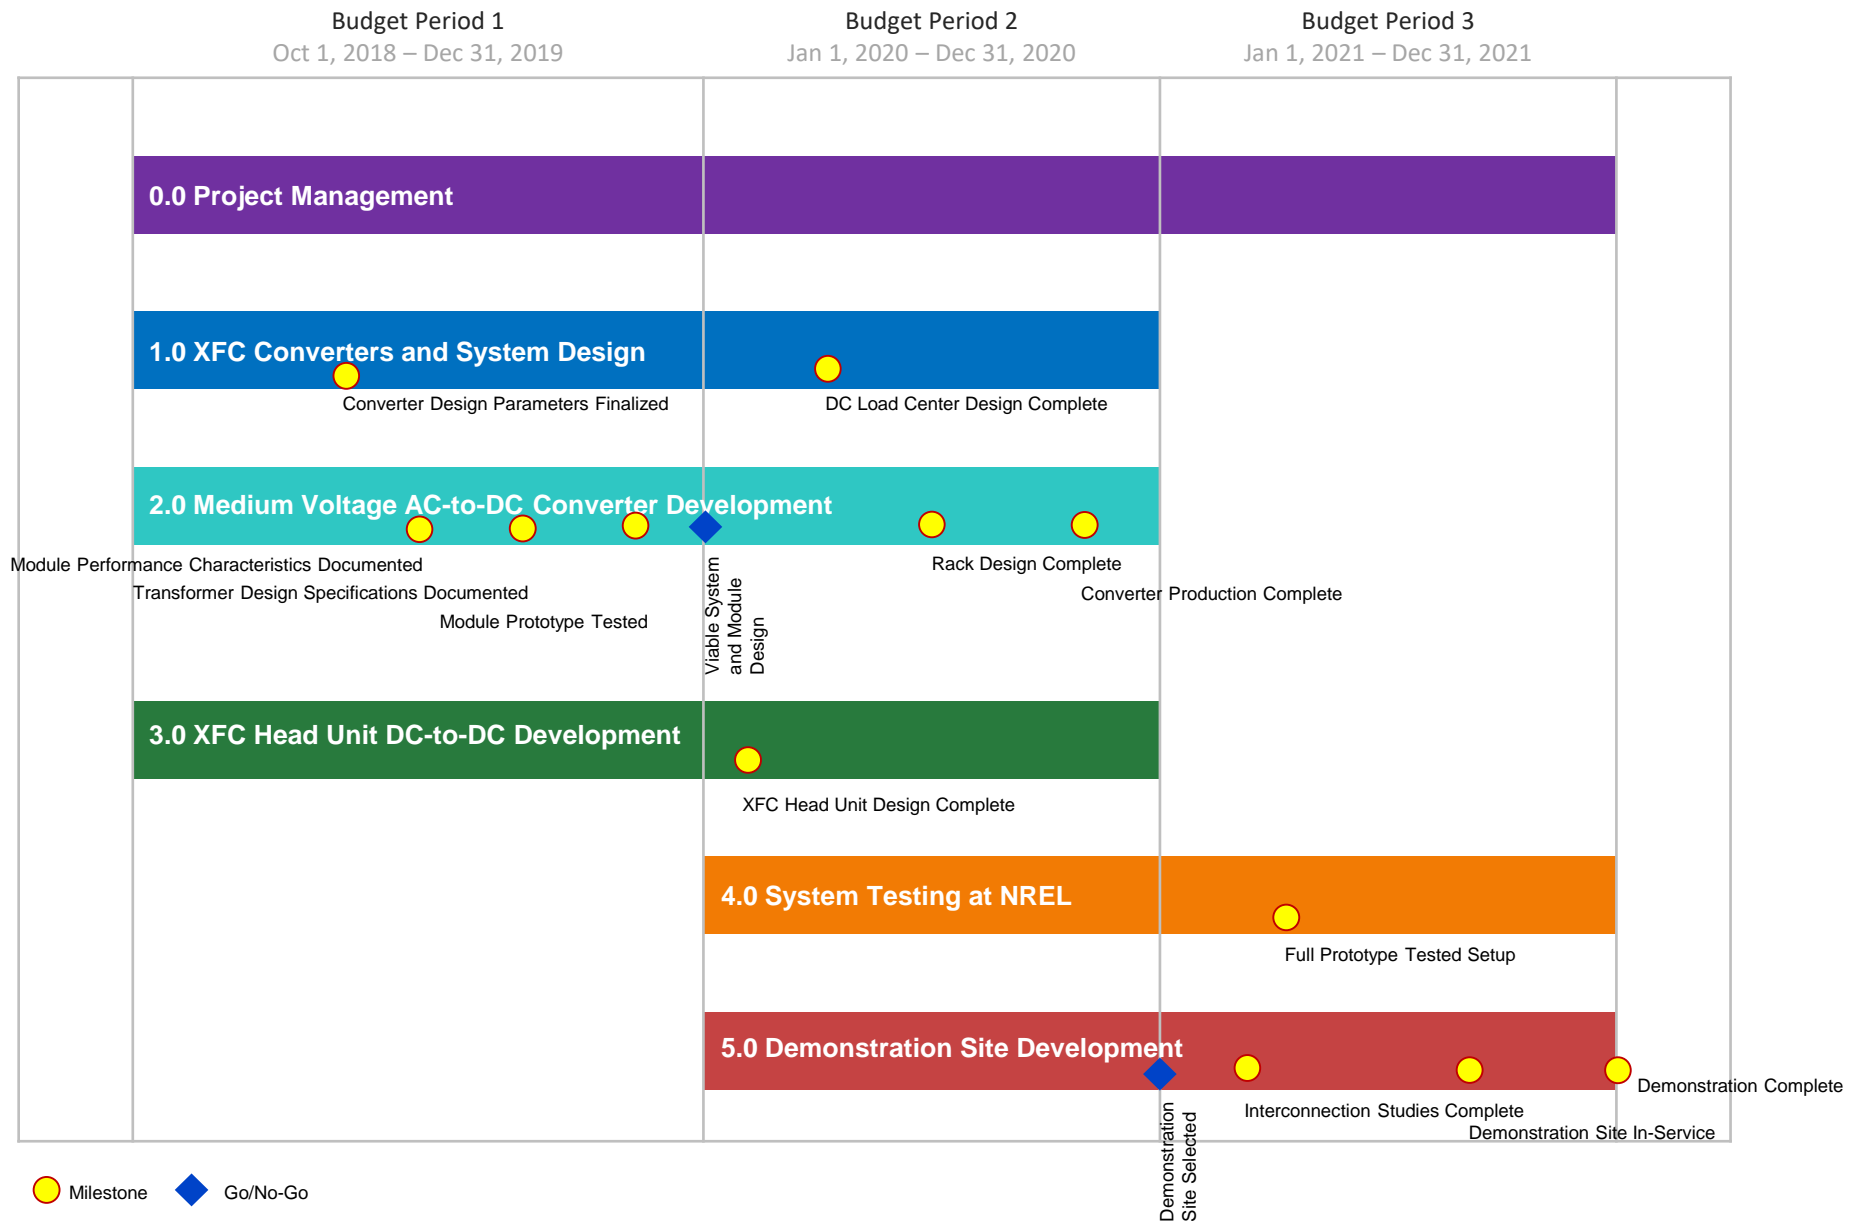 Budget Period 1
Oct 1, 2018 – Dec 31, 2019
Budget Period 2
Jan 1, 2020 – Dec 31, 2020
Budget Period 3
Jan 1, 2021 – Dec 31, 2021
0.0 Project Management
1.0 XFC Converters and System Design
Converter Design Parameters Finalized
DC Load Center Design Complete
2.0 Medium Voltage AC-to-DC Converter Development
Module Performance Characteristics Documented
Transformer Design Specifications Documented
Module Prototype Tested
Viable System
and Module
Design
Rack Design Complete
Converter Production Complete
3.0 XFC Head Unit DC-to-DC Development
XFC Head Unit Design Complete
4.0 System Testing at NREL
Full Prototype Tested Setup
5.0 Demonstration Site Development
Demonstration
Site Selected
Interconnection Studies Complete
Demonstration Site In-Service
Demonstration Complete
Milestone
Go/No-Go